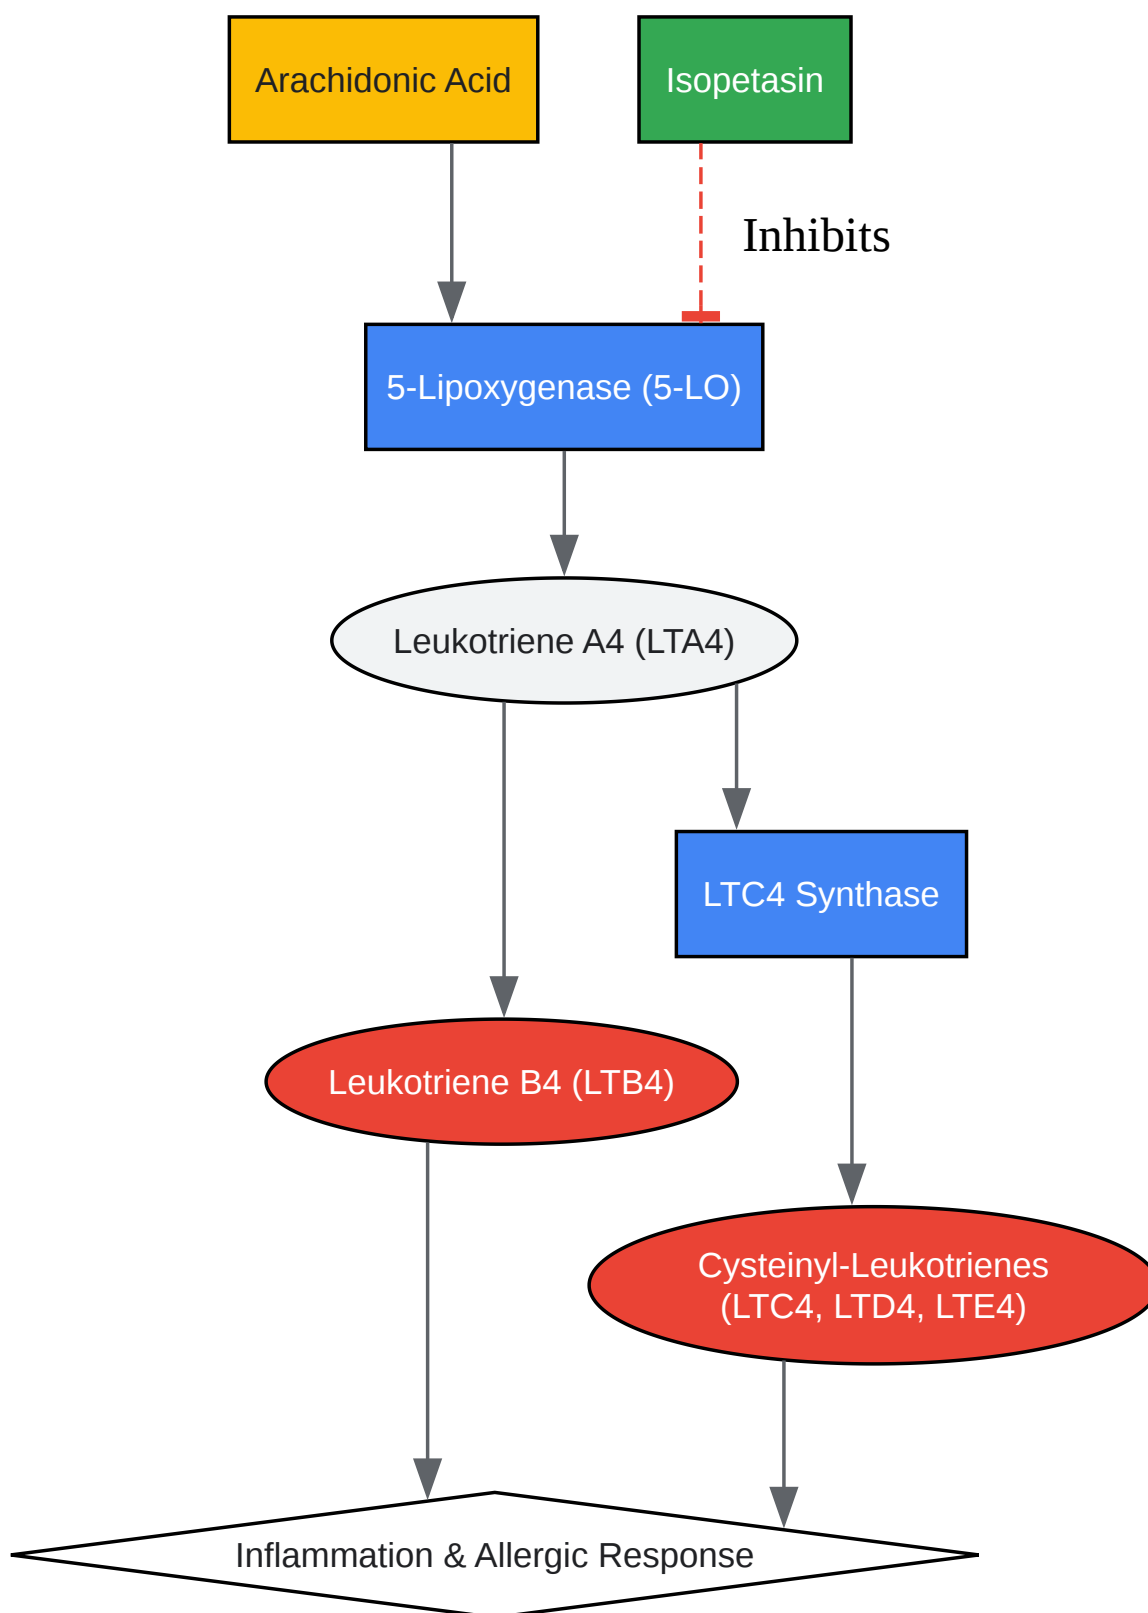 Arachidonic Acid
Isopetasin
Inhibits
5-Lipoxygenase (5-LO)
Leukotriene A4 (LTA4)
LTC4 Synthase
Leukotriene B4 (LTB4)
Cysteinyl-Leukotrienes
(LTC4, LTD4, LTE4)
Inflammation & Allergic Response